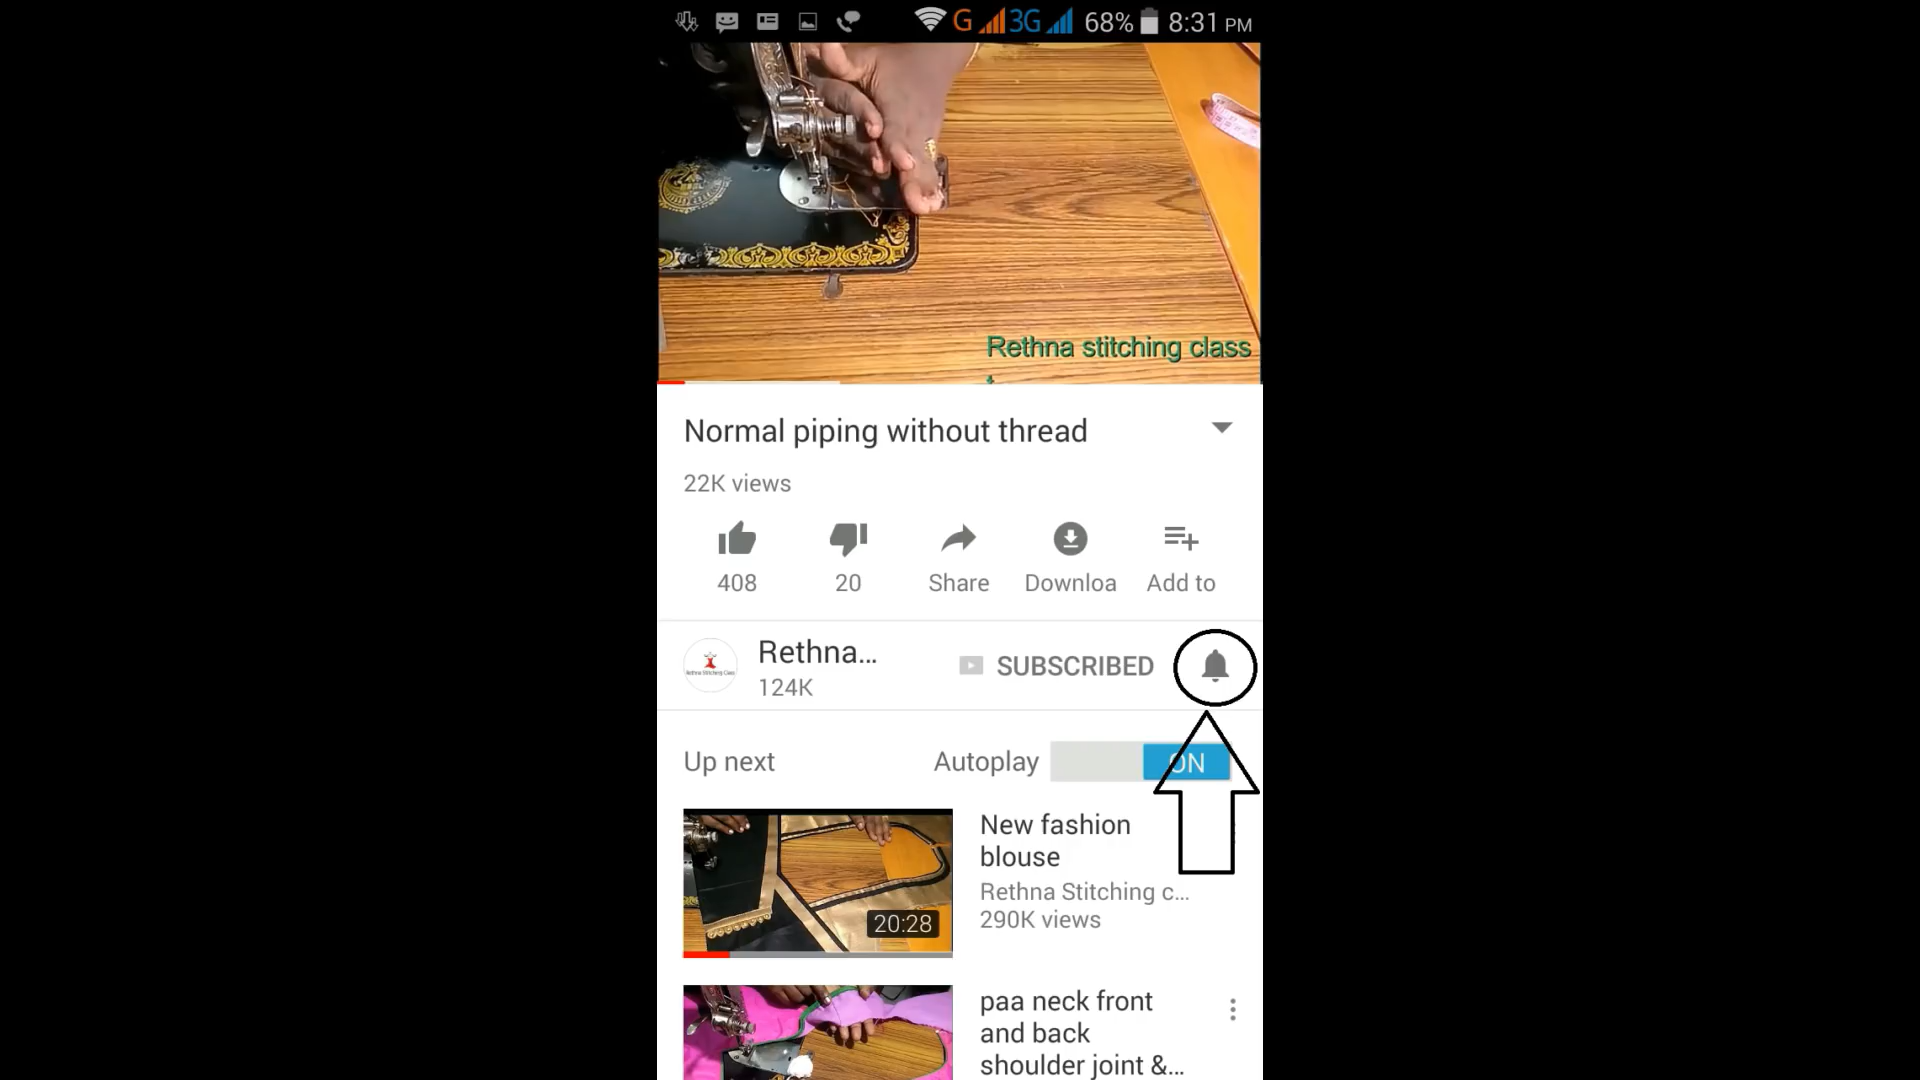 G 3G 68% 8:31 PM
Rethna stitching class
Normal piping without thread
22K views
408
20
Share
Downloa
Add to
Rethna...
124K
SUBSCRIBED
Up next
Autoplay
ON
20:28
New fashion
blouse
Rethna Stitching c...
290K views
paa neck front
and back
shoulder joint &...